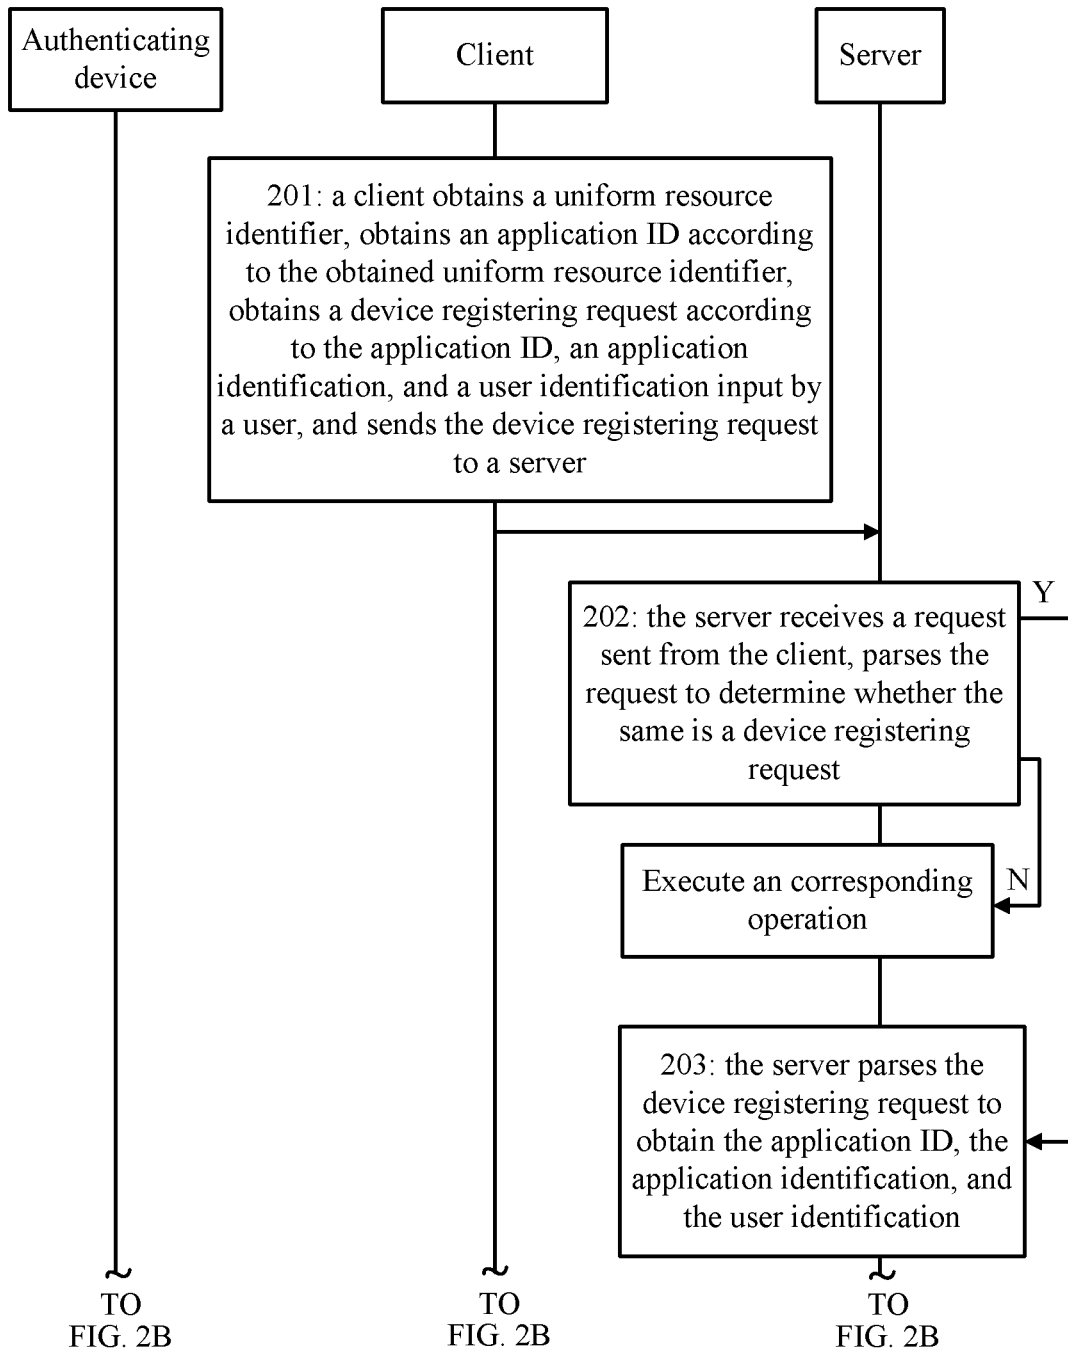 Authenticating
device
Client
Server
201: a client obtains a uniform resource
identifier, obtains an application ID according
to the obtained uniform resource identifier,
obtains a device registering request according
to the application ID, an application
identification, and a user identification input by
a user, and sends the device registering request
to a server
Y
202: the server receives a request
sent from the client, parses the
request to determine whether the
same is a device registering
request
N
Execute an corresponding
operation
203: the server parses the
device registering request to
obtain the application ID, the
application identification, and
the user identification
TO
FIG. 2B
TO
FIG. 2B
TO
FIG. 2B